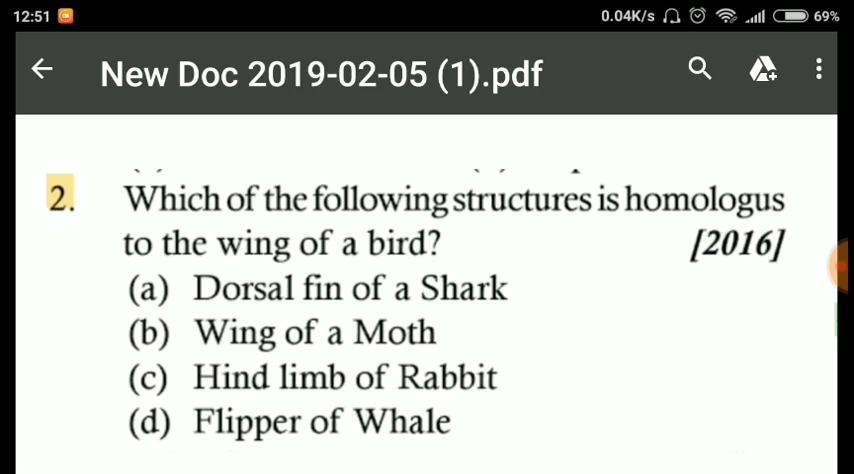 12:51 0.04K/s 69%
New Doc 2019-02-05 (1).pdf
2. Which of the following structures is homologus
to the wing of a bird? [2016]
(a) Dorsal fin of a Shark
(b) Wing of a Moth
(c) Hind limb of Rabbit
(d) Flipper of Whale